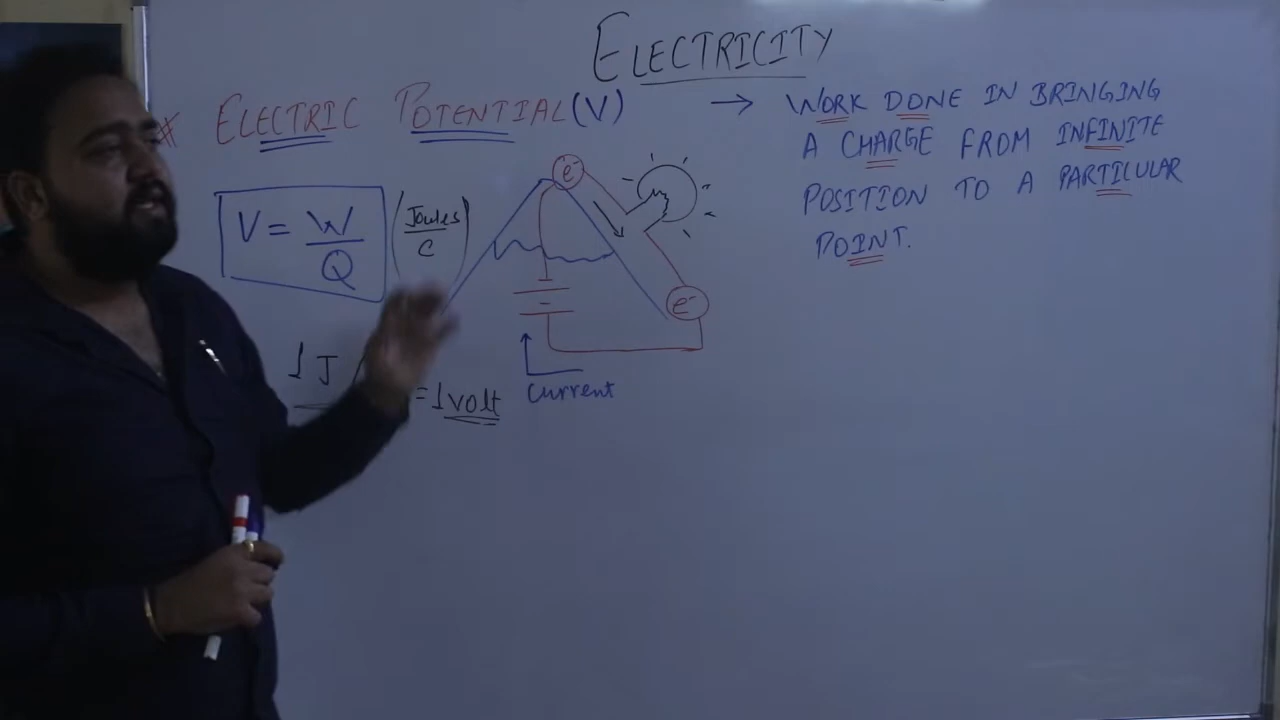 ELECTRICITY
* ELECTRIC POTENTIAL (V)
→ WORK DONE IN BRINGING
A CHARGE FROM INFINITE
POSITION TO A PARTICULAR
POINT.
V = W/Q (Joules/C)
e-
e-
1 J
= 1 volt
Current